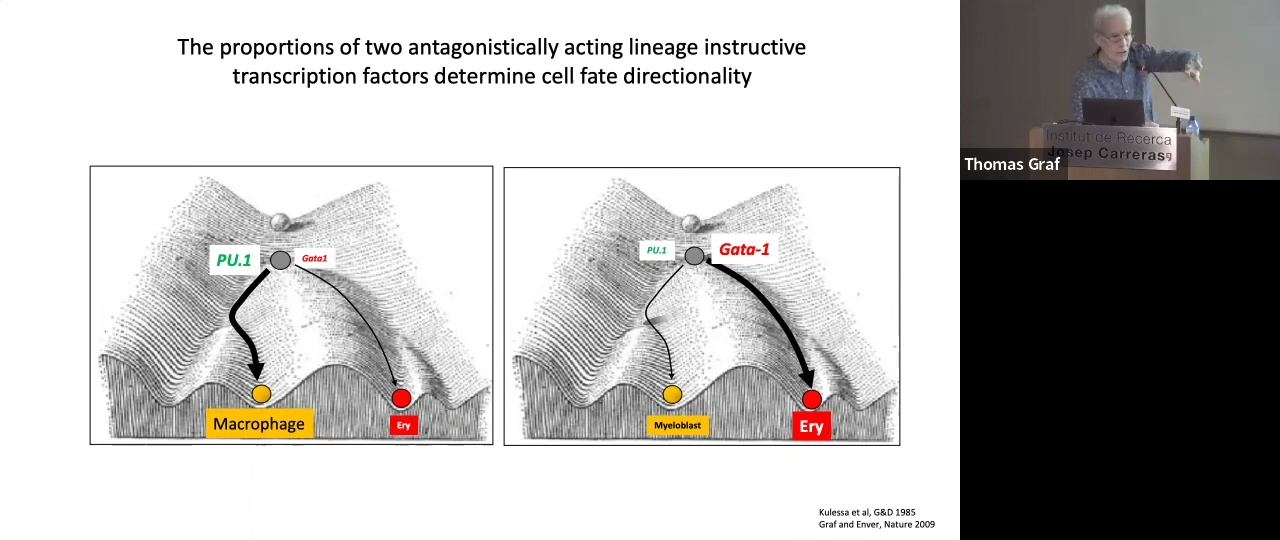 The proportions of two antagonistically acting lineage instructive
transcription factors determine cell fate directionality
PU.1
Gata1
Macrophage
Ery
PU.1
Gata-1
Myeloblast
Ery
Kulessa et al, G&D 1985
Graf and Enver, Nature 2009
Institut de Recerca
Josep Carreras
Thomas Graf